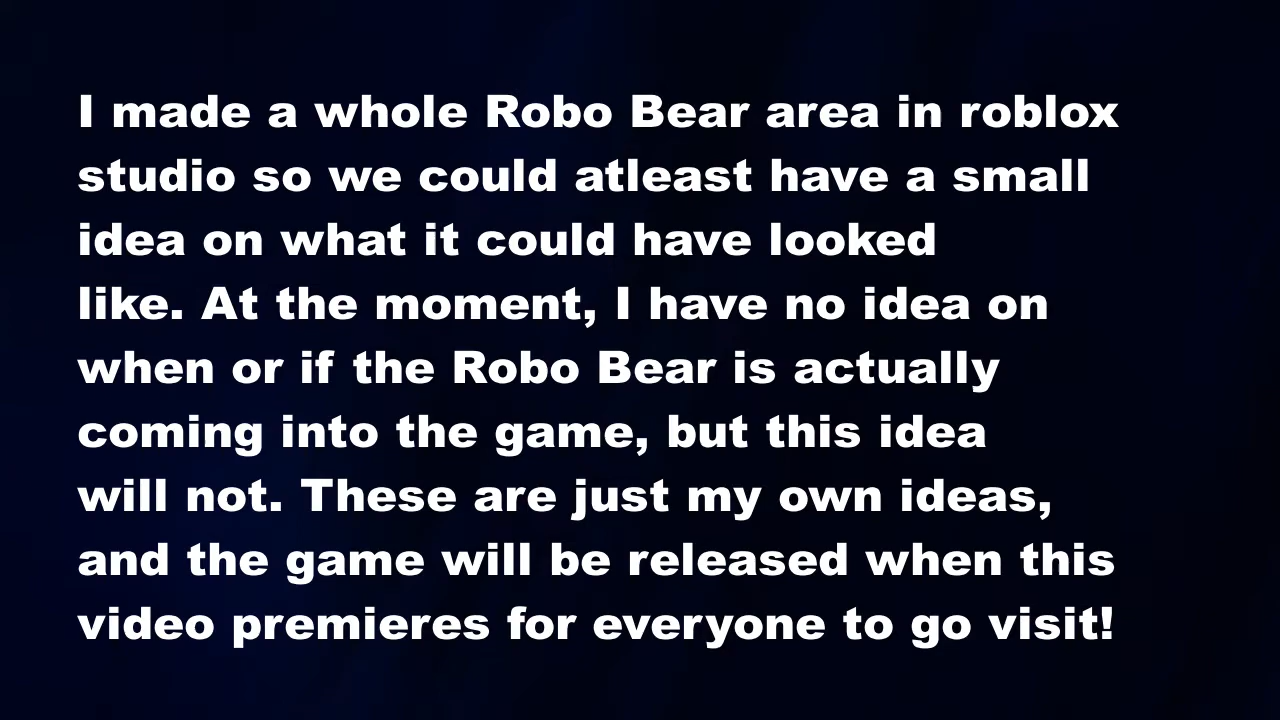 I made a whole Robo Bear area in roblox
studio so we could atleast have a small
idea on what it could have looked
like. At the moment, I have no idea on
when or if the Robo Bear is actually
coming into the game, but this idea
will not. These are just my own ideas,
and the game will be released when this
video premieres for everyone to go visit!